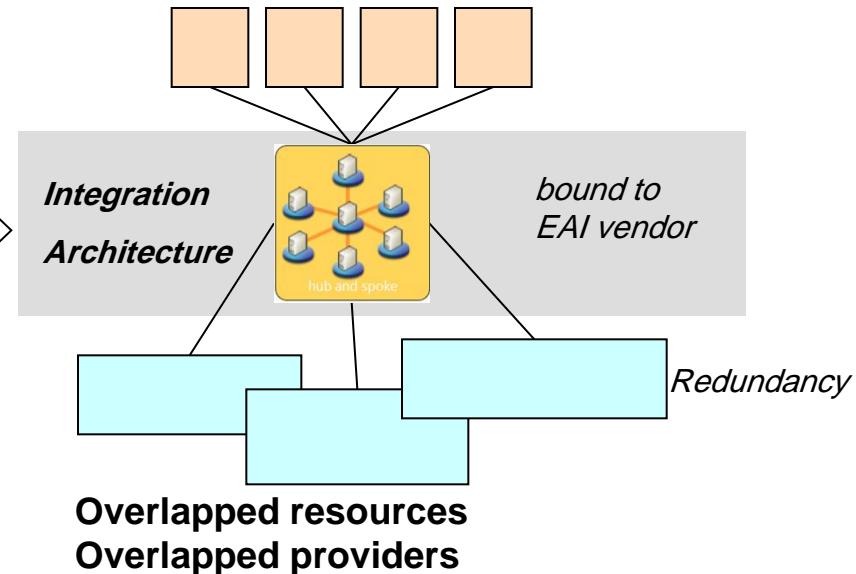 Integration
Architecture
bound to
EAI vendor
hub and spoke
Redundancy
Overlapped resources
Overlapped providers